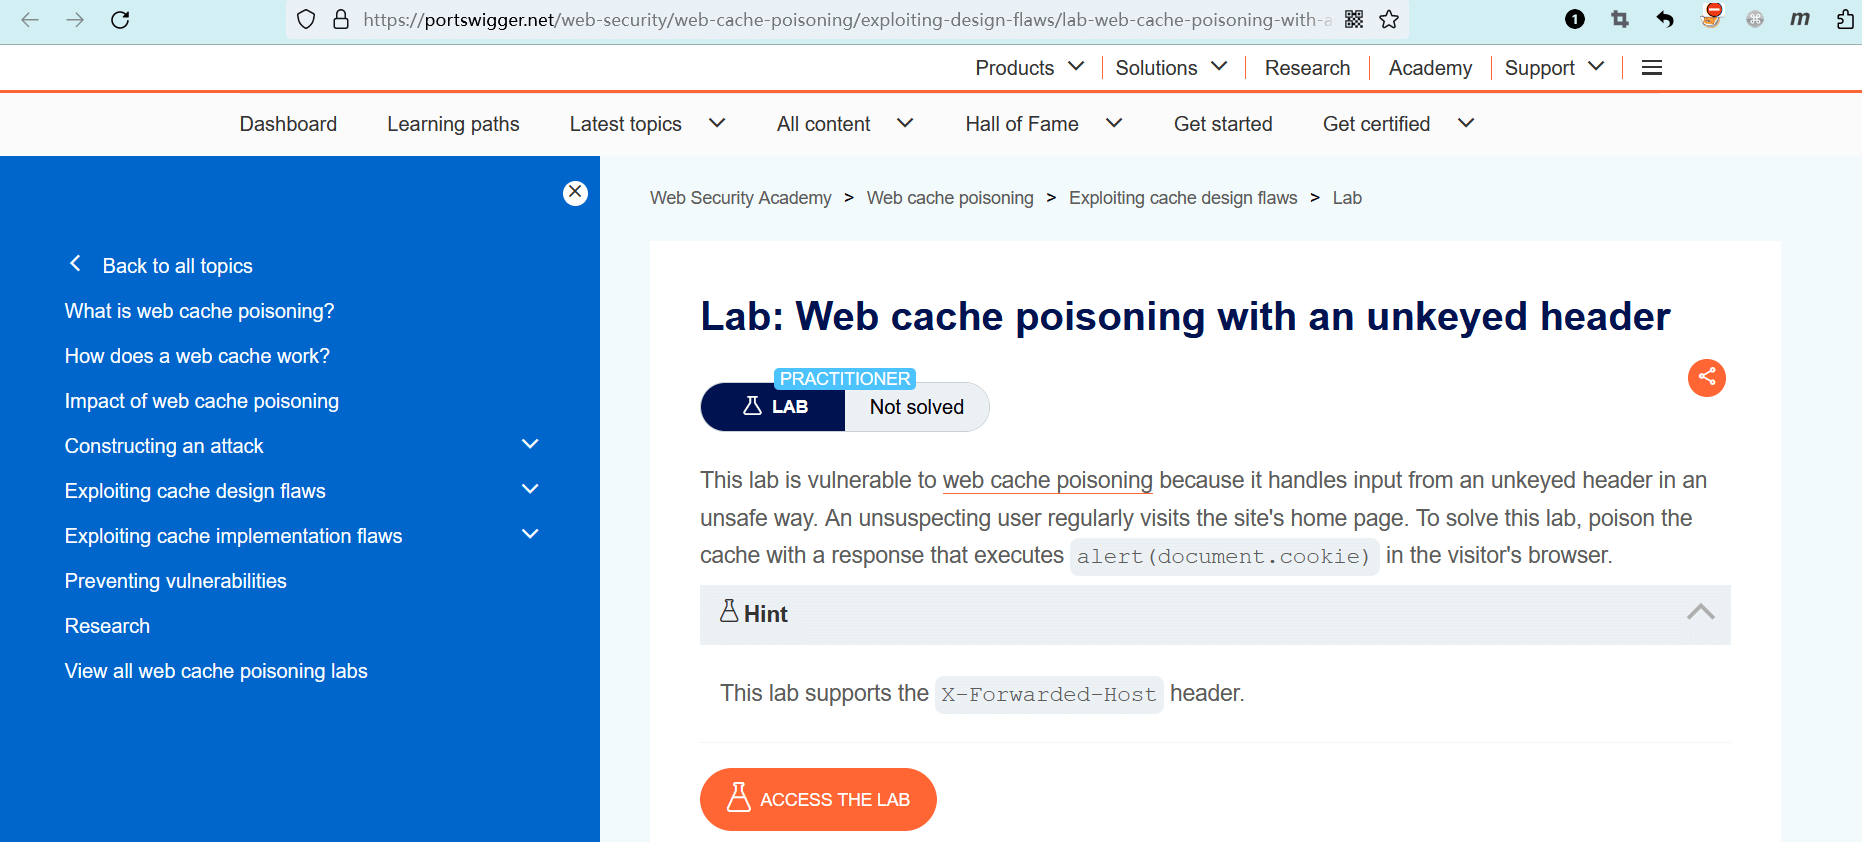 https://portswigger.net/web-security/web-cache-poisoning/exploiting-design-flaws/lab-web-cache-poisoning-with-a
1
m
Products
Solutions
Research
Academy
Support
Dashboard
Learning paths
Latest topics
All content
Hall of Fame
Get started
Get certified
Back to all topics
What is web cache poisoning?
How does a web cache work?
Impact of web cache poisoning
Constructing an attack
Exploiting cache design flaws
Exploiting cache implementation flaws
Preventing vulnerabilities
Research
View all web cache poisoning labs
Web Security Academy > Web cache poisoning > Exploiting cache design flaws > Lab
Lab: Web cache poisoning with an unkeyed header
PRACTITIONER
LAB
Not solved
This lab is vulnerable to web cache poisoning because it handles input from an unkeyed header in an
unsafe way. An unsuspecting user regularly visits the site's home page. To solve this lab, poison the
cache with a response that executes alert(document.cookie) in the visitor's browser.
Hint
This lab supports the X-Forwarded-Host header.
ACCESS THE LAB